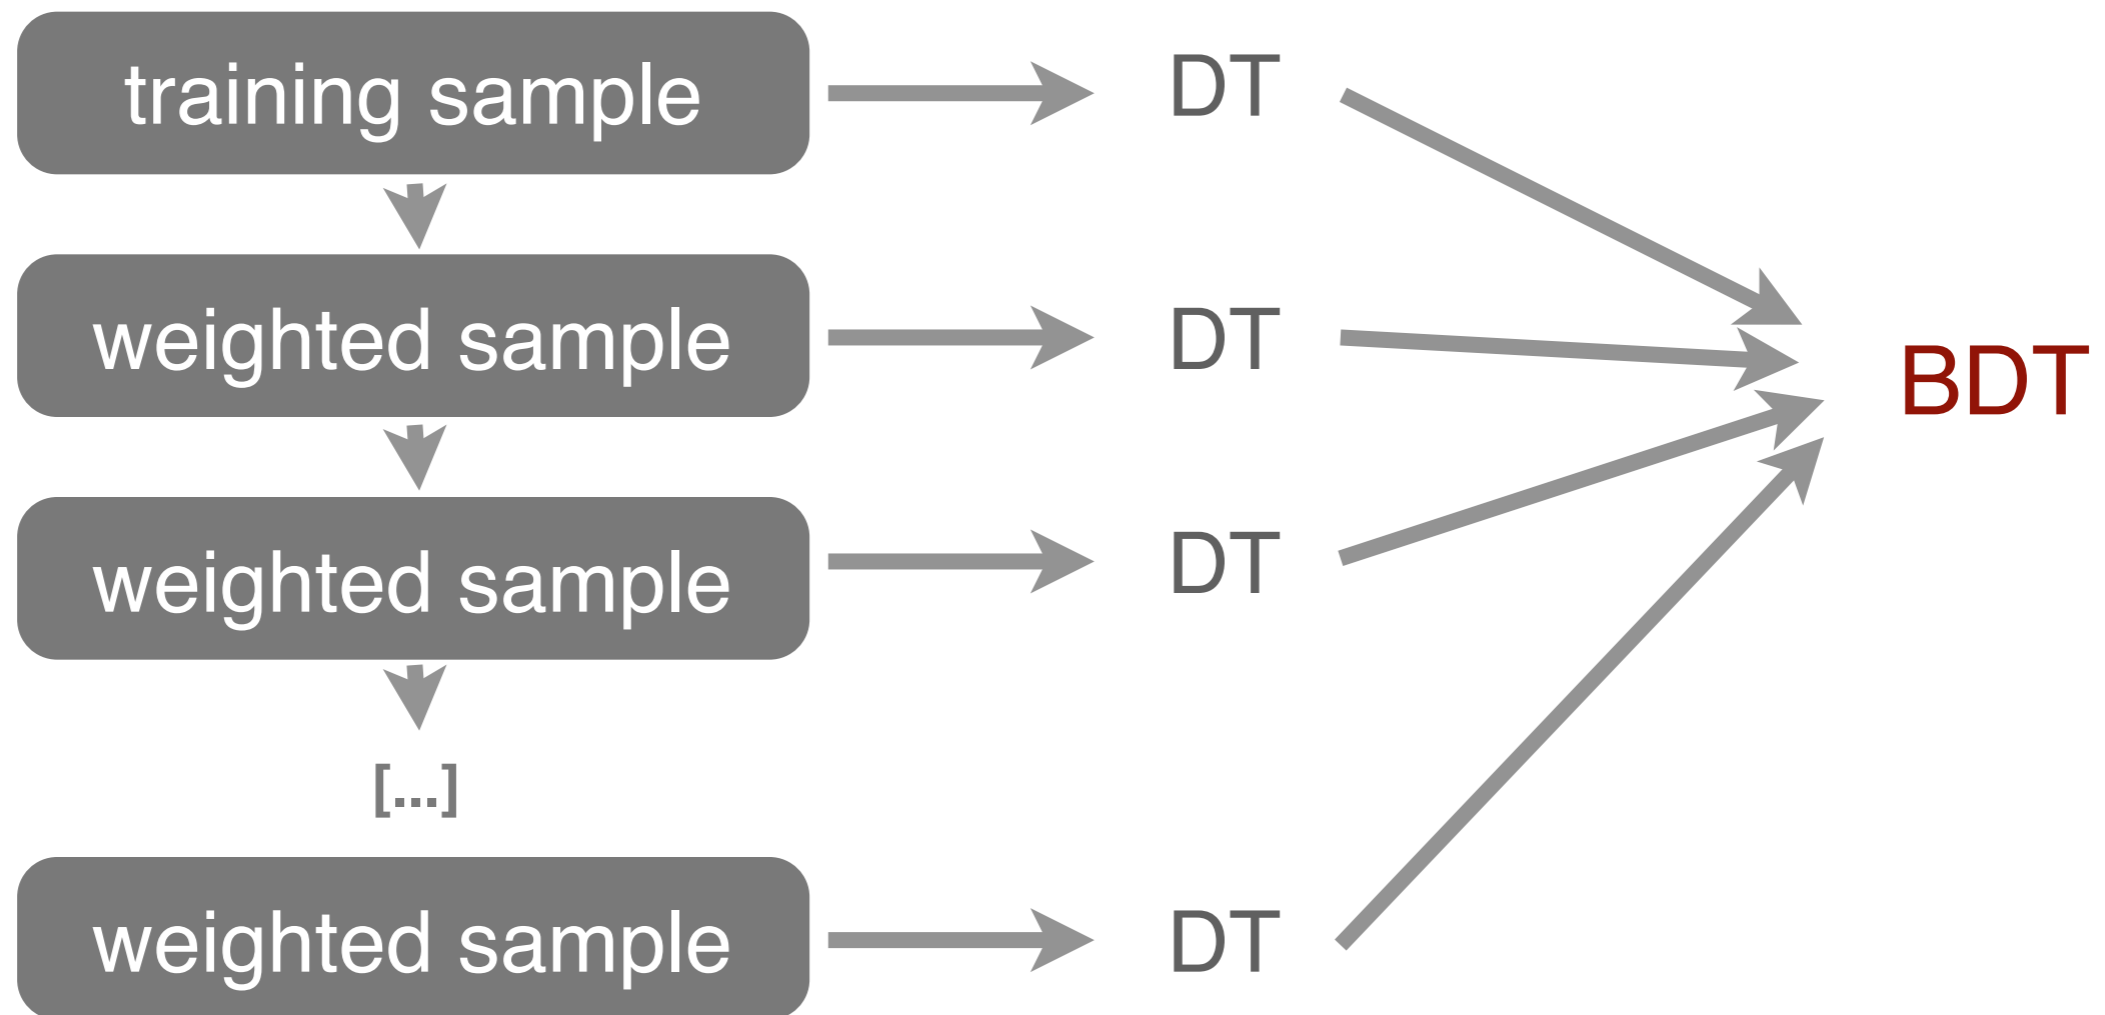 training sample
DT
weighted sample
DT
BDT
weighted sample
DT
[...]
weighted sample
DT